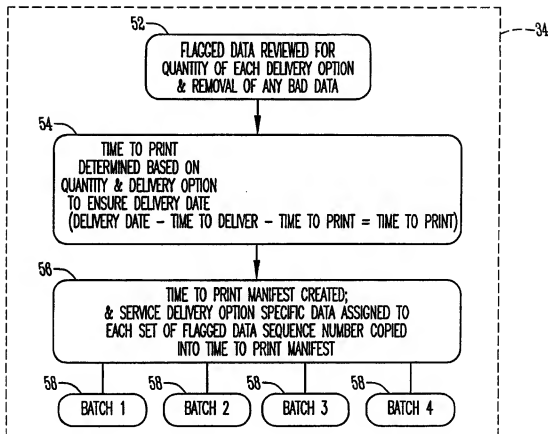 52
34
FLAGGED DATA REVIEWED FOR
QUANTITY OF EACH DELIVERY OPTION
& REMOVAL OF ANY BAD DATA
54
TIME TO PRINT
DETERMINED BASED ON
QUANTITY & DELIVERY OPTION
TO ENSURE DELIVERY DATE
(DELIVERY DATE - TIME TO DELIVER - TIME TO PRINT = TIME TO PRINT)
56
TIME TO PRINT MANIFEST CREATED;
& SERVICE DELIVERY OPTION SPECIFIC DATA ASSIGNED TO
EACH SET OF FLAGGED DATA SEQUENCE NUMBER COPIED
INTO TIME TO PRINT MANIFEST
58
58
58
58
BATCH 1
BATCH 2
BATCH 3
BATCH 4